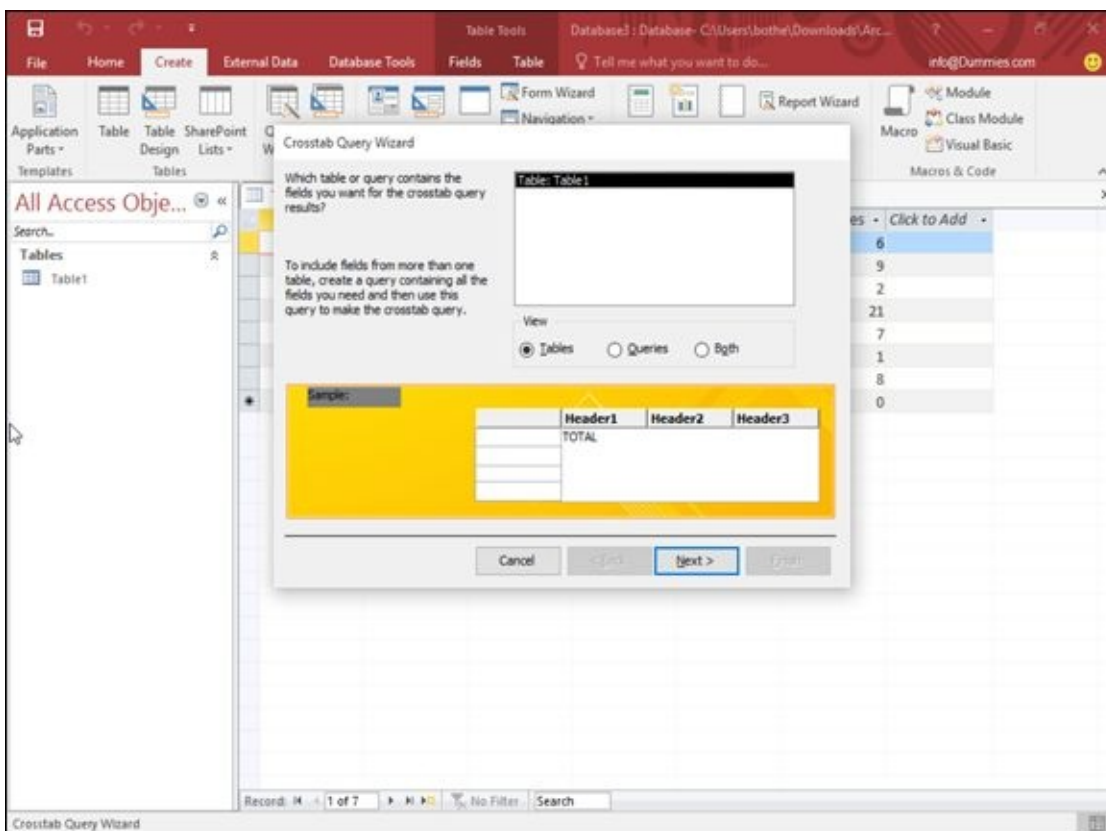 Table Tools Database3 : Database- C:\Users\bothe\Downloads\Arc... ?
File Home Create External Data Database Tools Fields Table Tell me what you want to do... info@Dummies.com
Application Parts
Table
Table Design
SharePoint Lists
Form Wizard
Navigation
Report Wizard
Macro
Module
Class Module
Visual Basic
Templates Tables Macros & Code
All Access Obje...
Search...
Tables
Table1
Crosstab Query Wizard
Which table or query contains the
fields you want for the crosstab query
results?
To include fields from more than one
table, create a query containing all the
fields you need and then use this
query to make the crosstab query.
Table: Table1
View
Tables Queries Both
Sample:
Header1 Header2 Header3
TOTAL
Cancel < Back Next > Finish
es Click to Add
6
9
2
21
7
1
8
0
Record: 1 of 7 No Filter Search
Crosstab Query Wizard